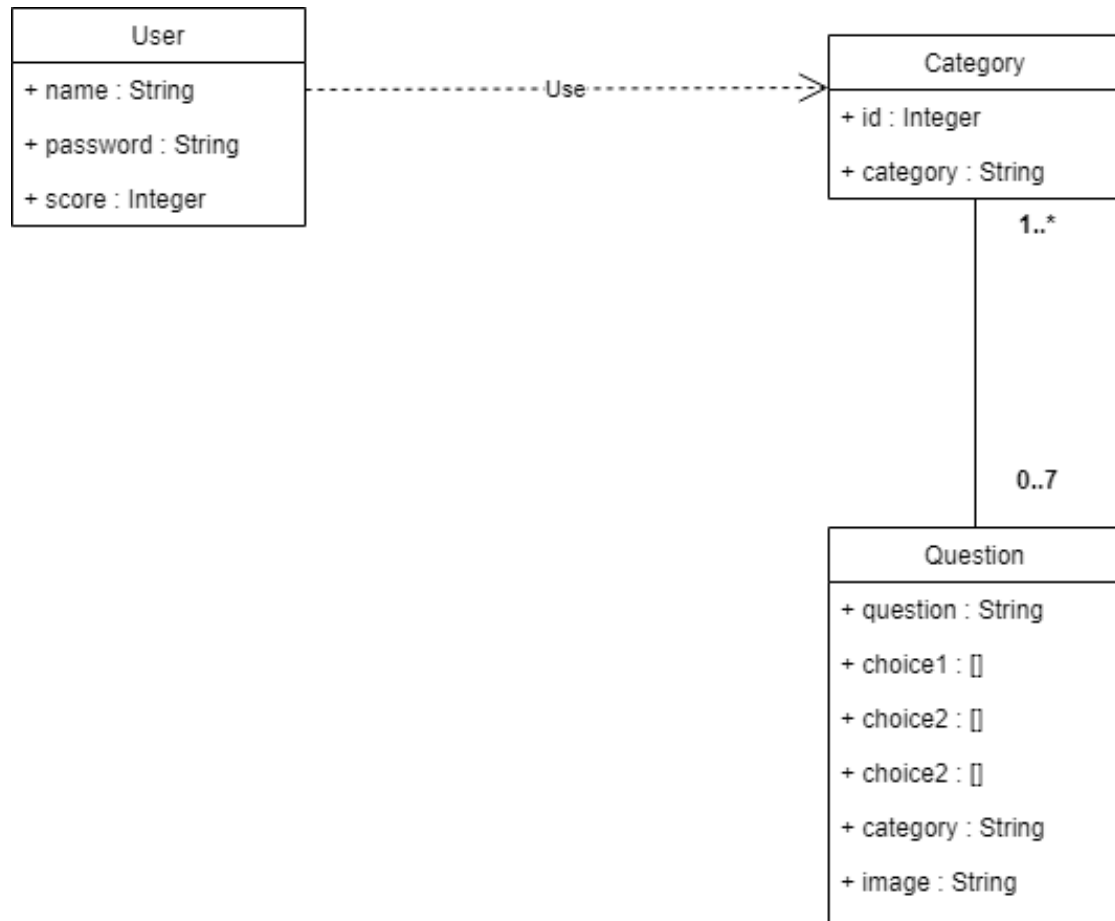 User
+ name : String
+ password : String
+ score : Integer
Use
Category
+ id : Integer
+ category : String
1..*
0..7
Question
+ question : String
+ choice1 : []
+ choice2 : []
+ choice2 : []
+ category : String
+ image : String